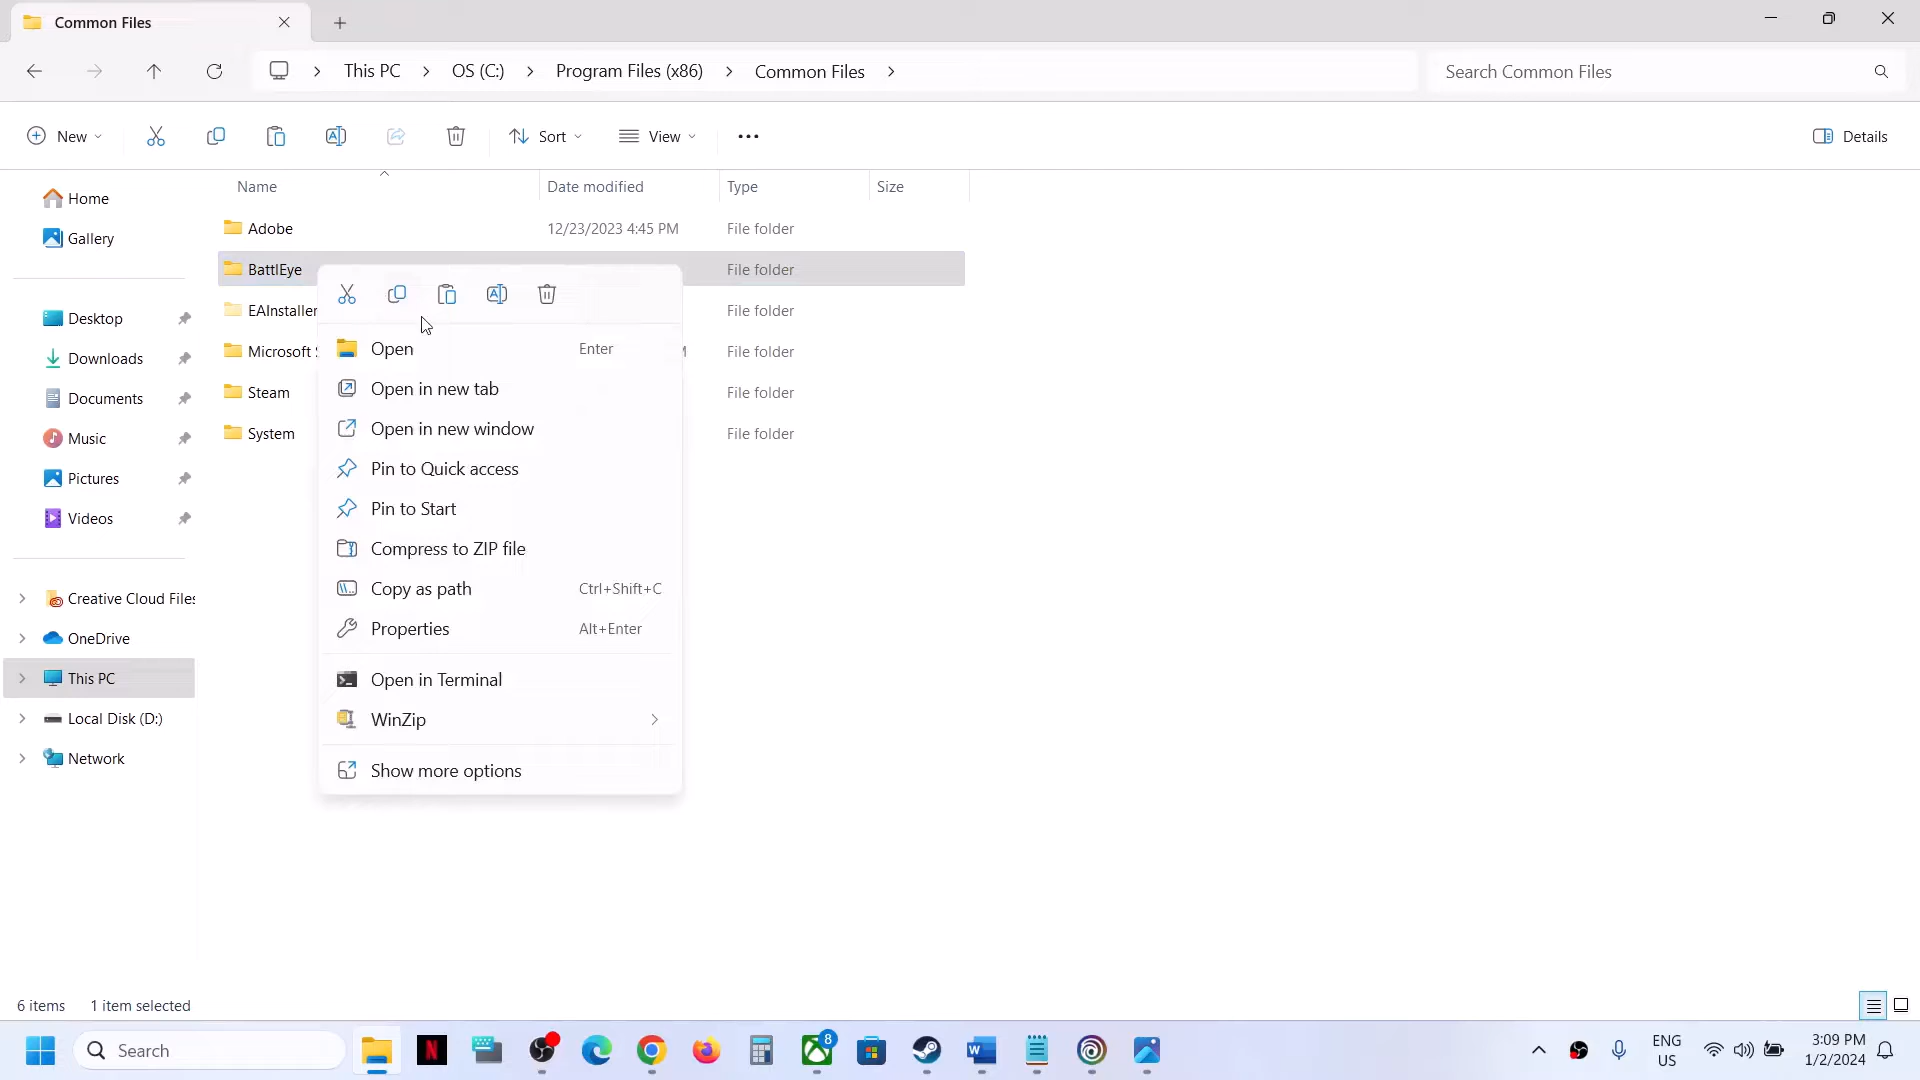 Common Files
This PC
OS (C:)
Program Files (x86)
Common Files
Search Common Files
New
Sort
View
Details
Name
Date modified
Type
Size
Home
Gallery
Desktop
Downloads
Documents
Music
Pictures
Videos
Creative Cloud Files
OneDrive
This PC
Local Disk (D:)
Network
Adobe
12/23/2023 4:45 PM
File folder
BattlEye
File folder
EAInstaller
File folder
Microsoft
File folder
Steam
File folder
System
File folder
Open
Enter
Open in new tab
Open in new window
Pin to Quick access
Pin to Start
Compress to ZIP file
Copy as path
Ctrl+Shift+C
Properties
Alt+Enter
Open in Terminal
WinZip
Show more options
6 items
1 item selected
Search
N
8
W
ENG
US
3:09 PM
1/2/2024